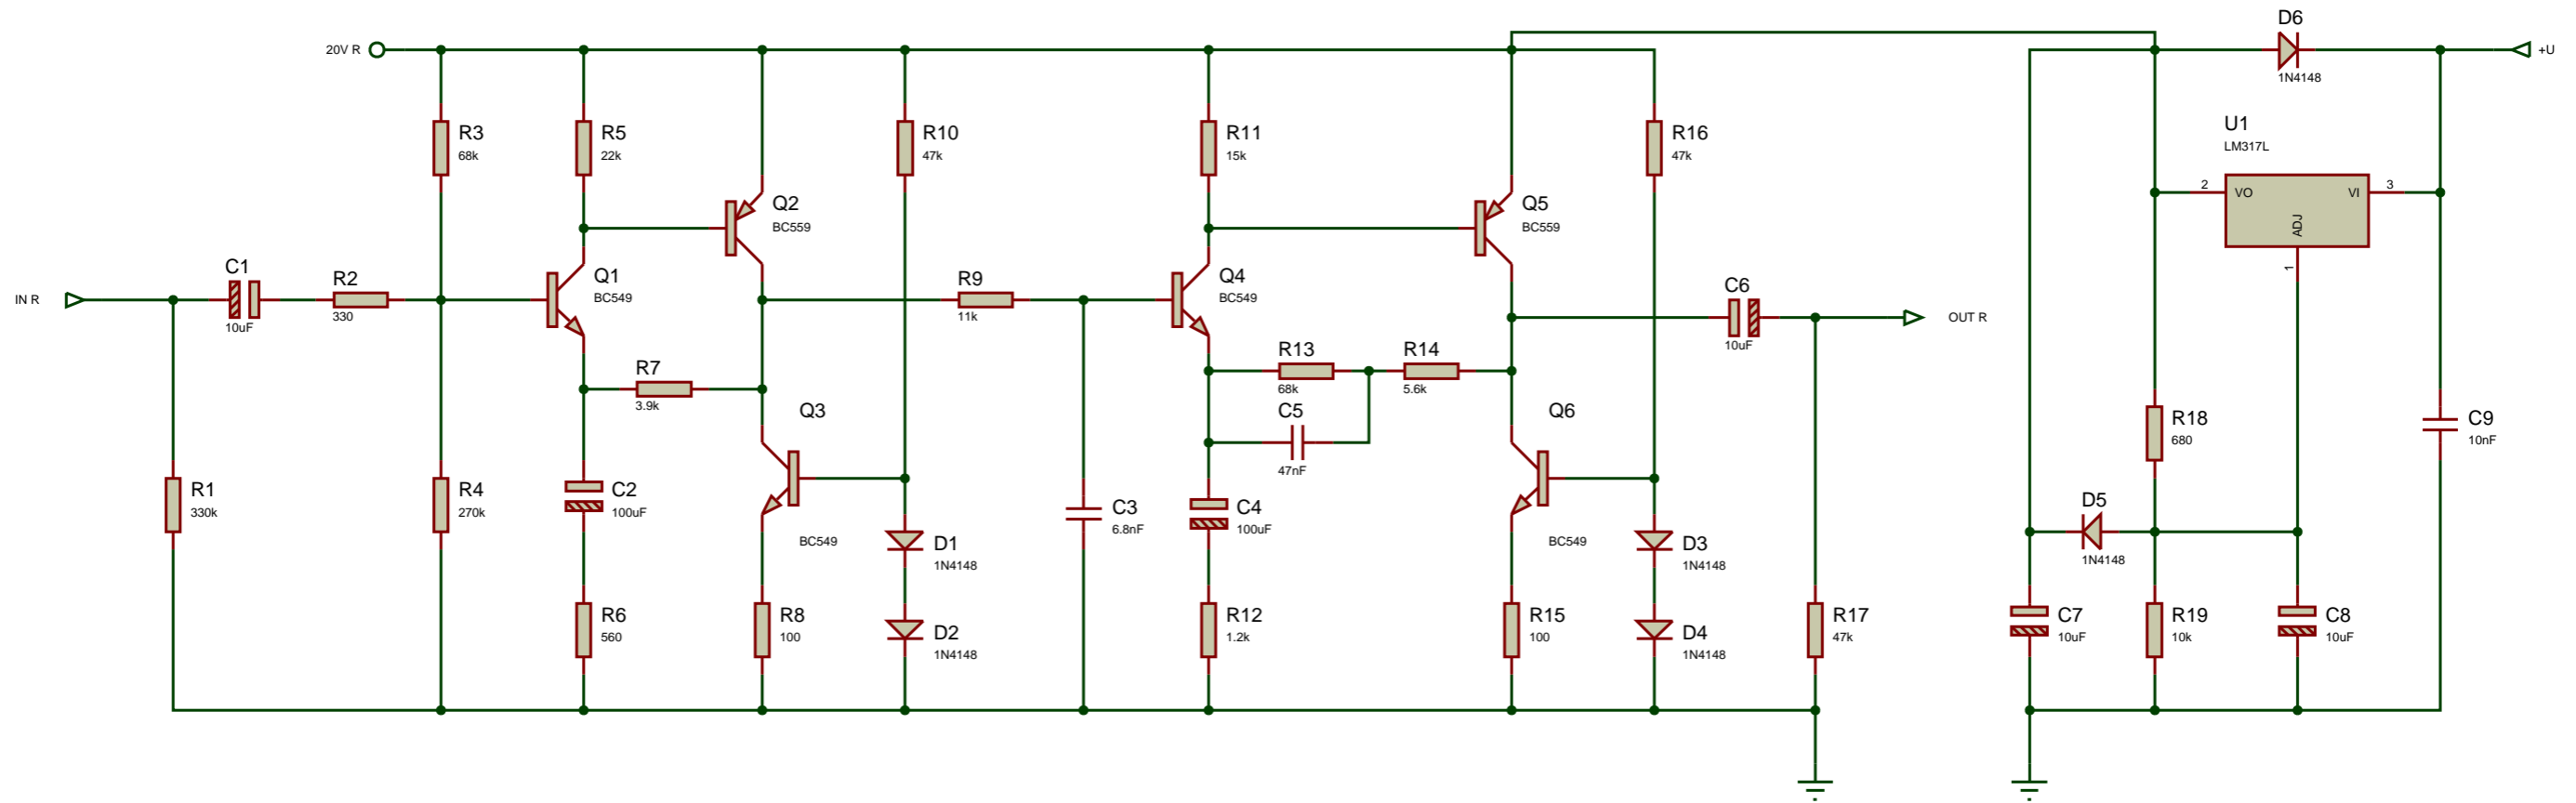 20V R
IN R
C1
10uF
R2
330
R1
330k
R3
68k
R4
270k
R5
22k
Q1
BC549
R7
3.9k
C2
100uF
R6
560
Q2
BC559
Q3
BC549
R8
100
R10
47k
D1
1N4148
D2
1N4148
R9
11k
C3
6.8nF
R11
15k
Q4
BC549
R13
68k
C5
47nF
R14
5.6k
C4
100uF
R12
1.2k
Q5
BC559
Q6
BC549
R15
100
R16
47k
D3
1N4148
D4
1N4148
C6
10uF
OUT R
R17
47k
D6
1N4148
+U
U1
LM317L
2
VO
VI
3
ADJ
1
R18
680
D5
1N4148
C7
10uF
R19
10k
C8
10uF
C9
10nF